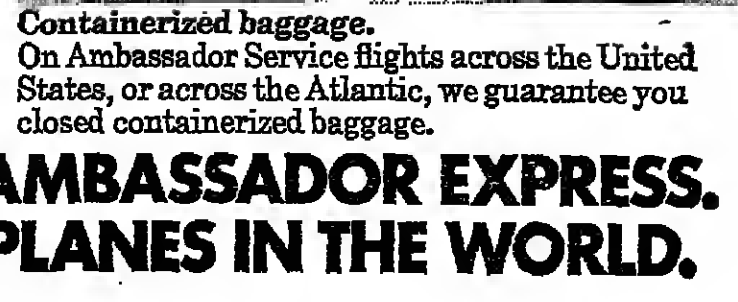 Containerized baggage.
On Ambassador Service flights across the United
States, or across the Atlantic, we guarantee you
closed containerized baggage.
AMBASSADOR EXPRESS.
PLANES IN THE WORLD.